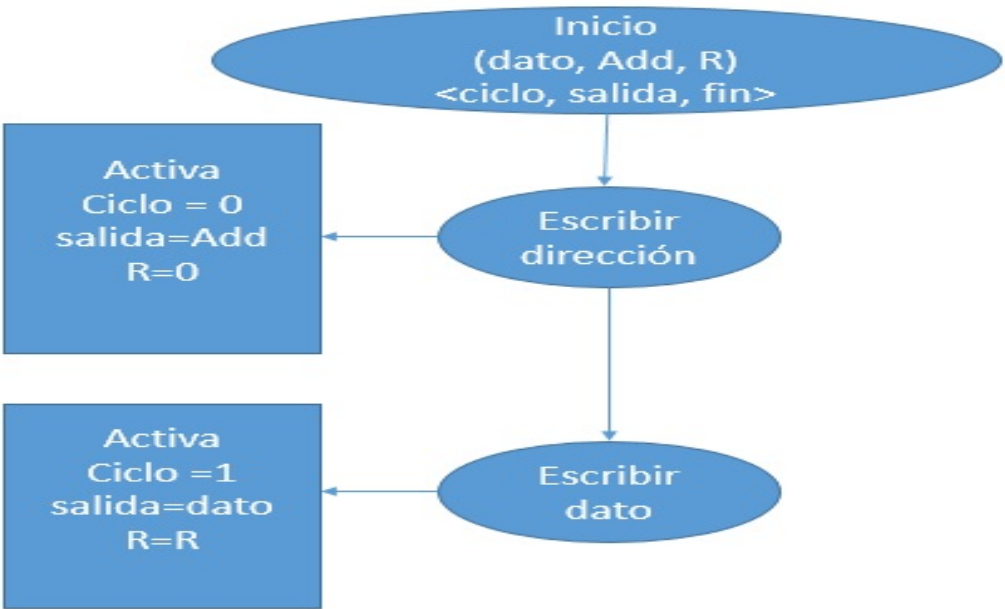 Inicio
(dato, Add, R)
<ciclo, salida, fin>
Activa
Ciclo = 0
salida=Add
R=0
Escribir
dirección
Activa
Ciclo =1
salida=dato
R=R
Escribir
dato